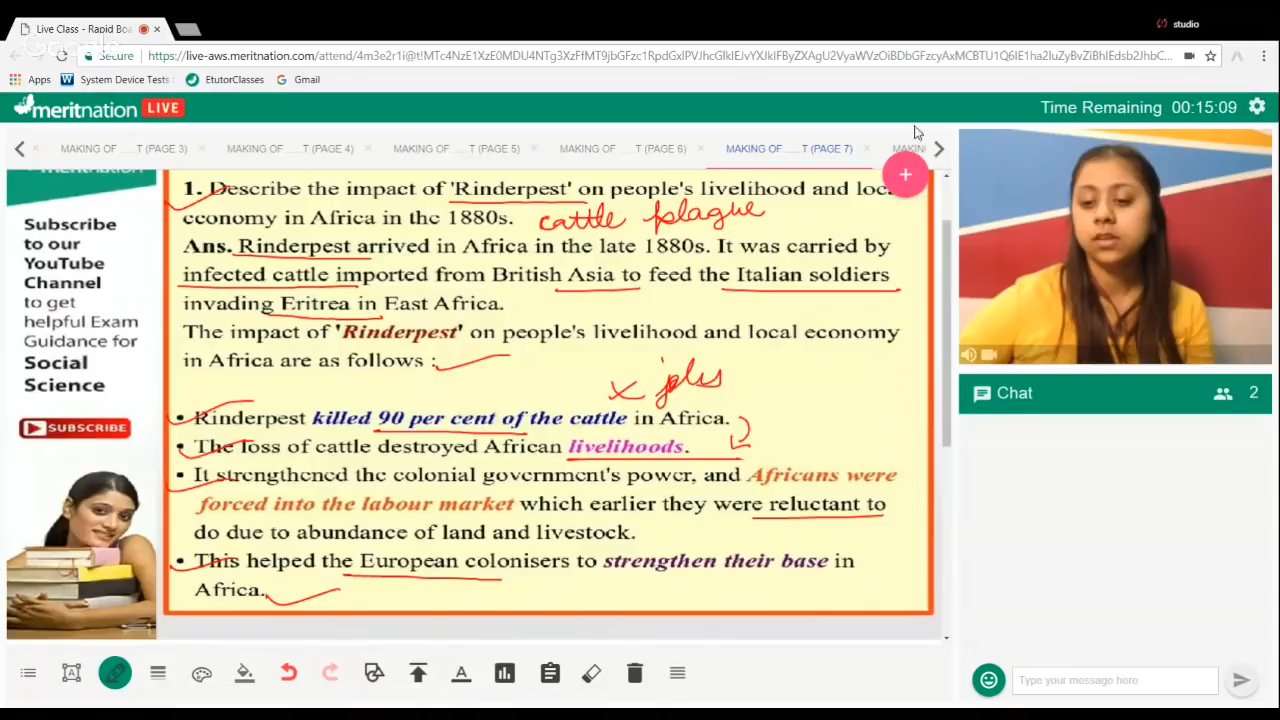 studio
Live Class - Rapid Boa
Secure
https://live-aws.meritnation.com/attend/
Apps
System Device Tests
EtutorClasses
Gmail
meritnation LIVE
Time Remaining 00:15:09
MAKING OF ....T (PAGE 3)
MAKING OF ....T (PAGE 4)
MAKING OF ....T (PAGE 5)
MAKING OF ....T (PAGE 6)
MAKING OF ....T (PAGE 7)
MAKIN
Subscribe
to our
YouTube
Channel
to get
helpful Exam
Guidance for
Social
Science
SUBSCRIBE
1. Describe the impact of 'Rinderpest' on people's livelihood and loc
economy in Africa in the 1880s.
cattle plague
Ans. Rinderpest arrived in Africa in the late 1880s. It was carried by
infected cattle imported from British Asia to feed the Italian soldiers
invading Eritrea in East Africa.
The impact of 'Rinderpest' on people's livelihood and local economy
in Africa are as follows :
• Rinderpest killed 90 per cent of the cattle in Africa.
• The loss of cattle destroyed African livelihoods.
• It strengthened the colonial government's power, and Africans were
forced into the labour market which earlier they were reluctant to
do due to abundance of land and livestock.
• This helped the European colonisers to strengthen their base in
Africa.
Chat
2
Type your message here